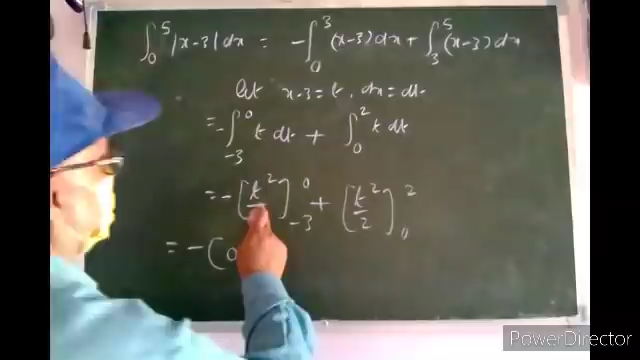 ∫₀⁵ |x-3| dx = -∫₀³ (x-3) dx + ∫₃⁵ (x-3) dx
let x-3 = t, dx = dt.
= -∫₋₃⁰ t dt + ∫₀² t dt
= -[t²/2]₋₃⁰ + [t²/2]₀²
= -(0
PowerDirector